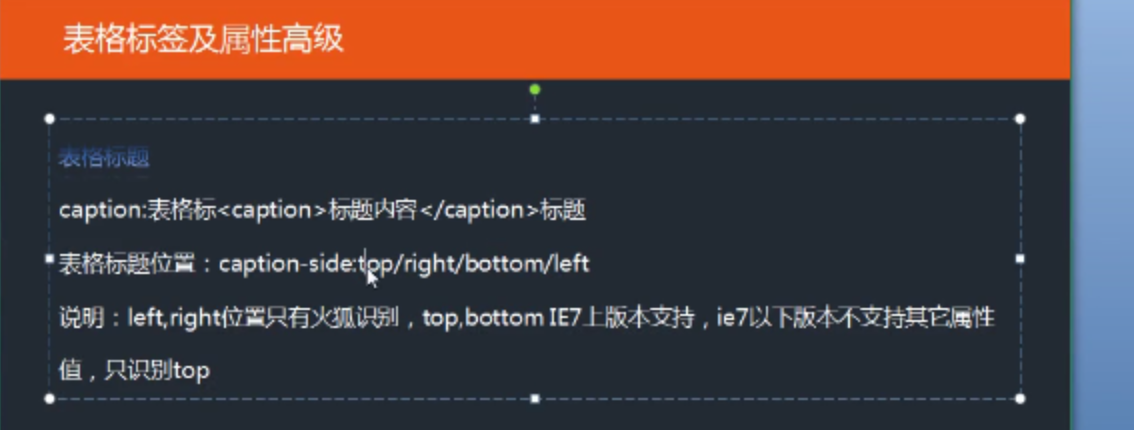 表格标签及属性高级
表格标题
caption:表格标<caption>标题内容</caption>标题
表格标题位置：caption-side:top/right/bottom/left
说明：left,right位置只有火狐识别，top,bottom IE7上版本支持，ie7以下版本不支持其它属性
值，只识别top